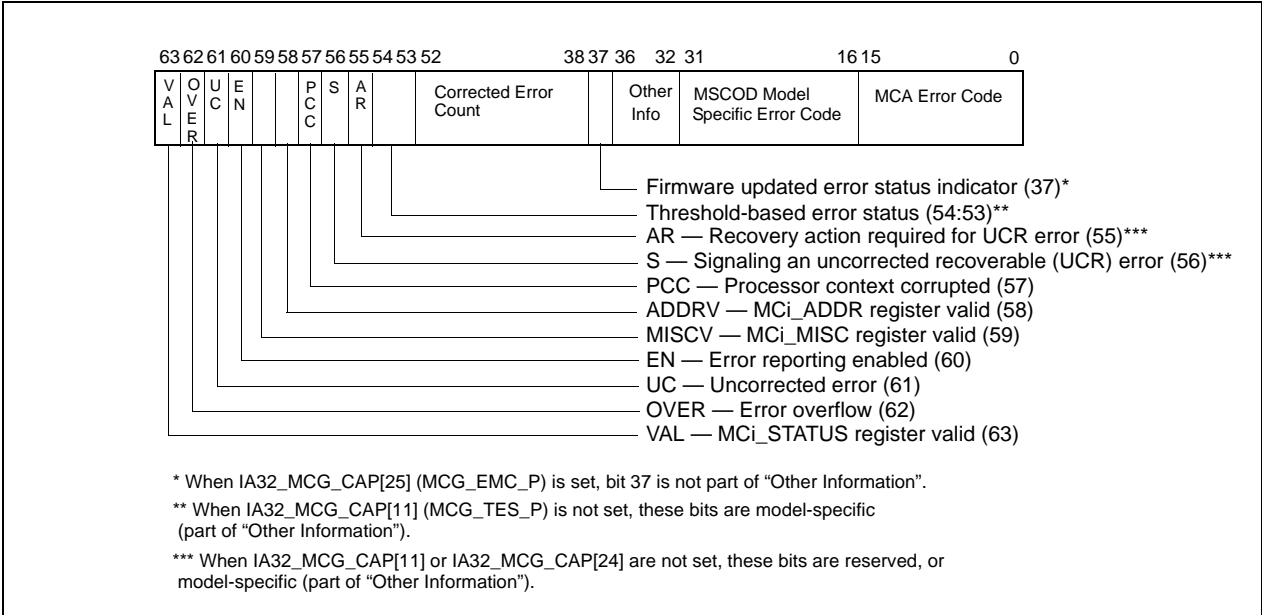 63 62 61 60 59 58 57 56 55 54 53 52 38 37 36 32 31 16 15 0
VAL OVER UC EN PCC S AR Corrected Error Count Other Info MSCOD Model Specific Error Code MCA Error Code
Firmware updated error status indicator (37)*
Threshold-based error status (54:53)**
AR — Recovery action required for UCR error (55)***
S — Signaling an uncorrected recoverable (UCR) error (56)***
PCC — Processor context corrupted (57)
ADDRV — MCi_ADDR register valid (58)
MISCV — MCi_MISC register valid (59)
EN — Error reporting enabled (60)
UC — Uncorrected error (61)
OVER — Error overflow (62)
VAL — MCi_STATUS register valid (63)
* When IA32_MCG_CAP[25] (MCG_EMC_P) is set, bit 37 is not part of “Other Information”.
** When IA32_MCG_CAP[11] (MCG_TES_P) is not set, these bits are model-specific
(part of “Other Information”).
*** When IA32_MCG_CAP[11] or IA32_MCG_CAP[24] are not set, these bits are reserved, or
model-specific (part of “Other Information”).